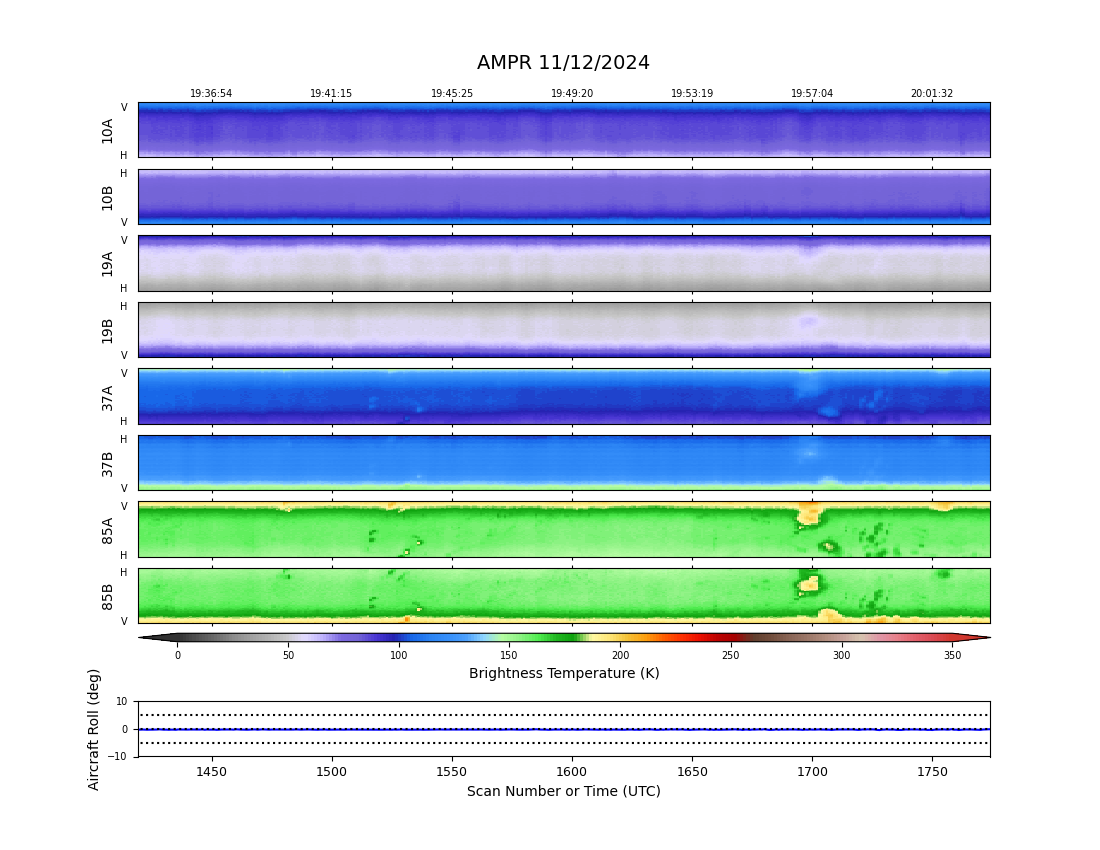 AMPR 11/12/2024
19:36:54 19:41:15 19:45:25 19:49:20 19:53:19 19:57:04 20:01:32
V
10A
H
H
10B
V
V
19A
H
H
19B
V
V
37A
H
H
37B
V
V
85A
H
H
85B
V
0 50 100 150 200 250 300 350
Brightness Temperature (K)
Aircraft Roll (deg)
10
0
−10
1450 1500 1550 1600 1650 1700 1750
Scan Number or Time (UTC)